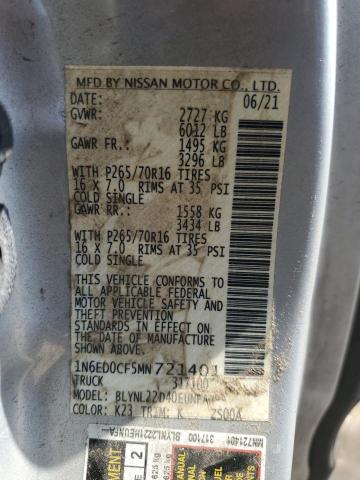 MFD BY NISSAN MOTOR CO., LTD.
DATE: 06/21
GVWR: 2727 KG
6012 LB
GAWR FR.: 1495 KG
3296 LB
WITH P265/70R16 TIRES
16 X 7.0 RIMS AT 35 PSI
COLD SINGLE
GAWR RR.: 1558 KG
3434 LB
WITH P265/70R16 TIRES
16 X 7.0 RIMS AT 35 PSI
COLD SINGLE
THIS VEHICLE CONFORMS TO
ALL APPLICABLE FEDERAL
MOTOR VEHICLE SAFETY AND
THEFT PREVENTION
STANDARDS IN EFFECT ON
THE DATE OF MANUFACTURE
SHOWN ABOVE.
1N6ED0CF5MN721401
TRUCK 317100
MODEL: BLYNL22D40EUNFA
COLOR: K23 TRIM: K 2500A
MN721401
317100